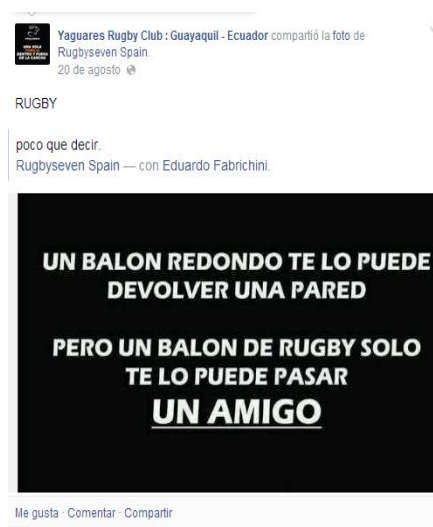 Yaguares Rugby Club : Guayaquil - Ecuador compartió la foto de
Rugbyseven Spain.
20 de agosto
RUGBY
poco que decir.
Rugbyseven Spain — con Eduardo Fabrichini.
UN BALON REDONDO TE LO PUEDE
DEVOLVER UNA PARED
PERO UN BALON DE RUGBY SOLO
TE LO PUEDE PASAR
UN AMIGO
Me gusta · Comentar · Compartir